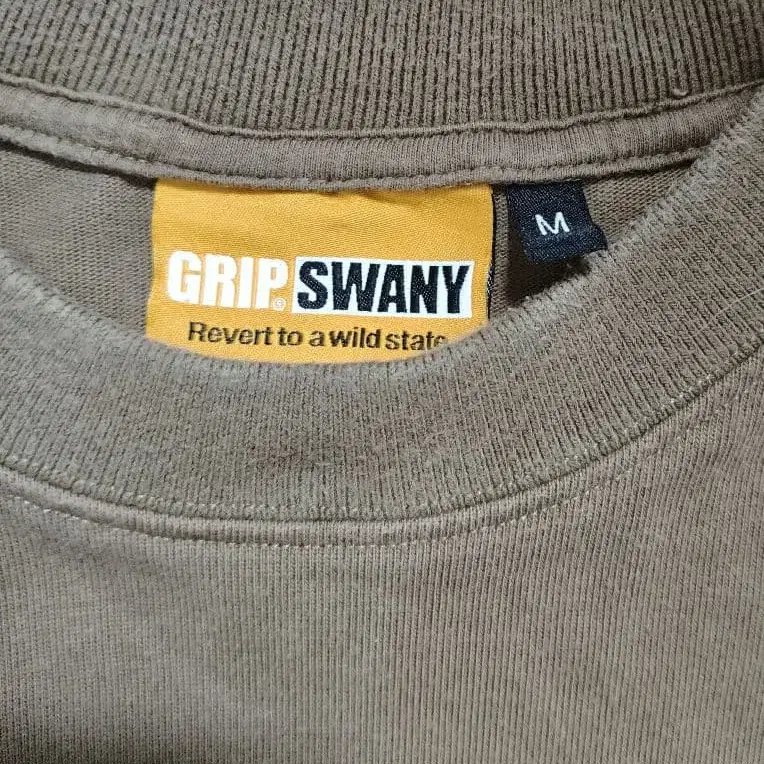 GRIP® SWANY M
Revert to a wild state